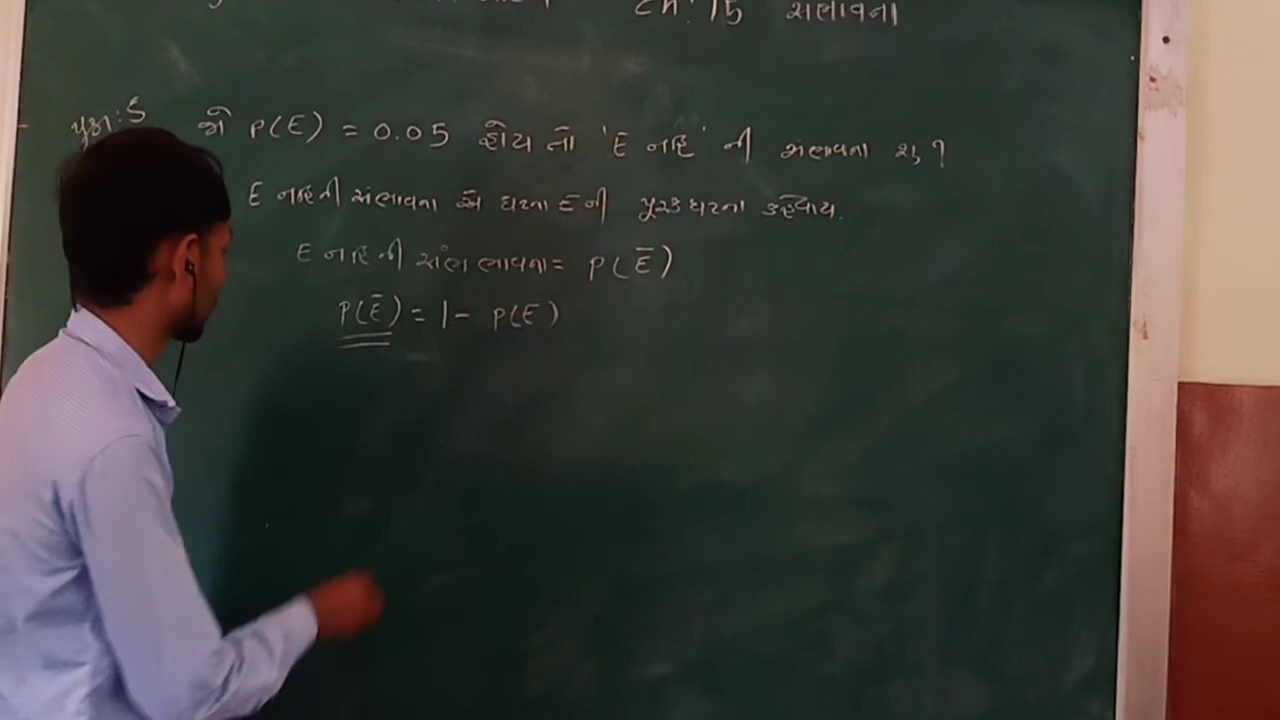 Ch: 15 સંભાવના
પ્રશ્ન: 5 જો P(E) = 0.05 હોય તો 'E નહિ' ની સંભાવના શું ?
E નહિ ની સંભાવના એ ઘટના E ની પૂરક ઘટના કહેવાય.
E નહિ ની સંભાવના = P(Ē)
P(Ē) = 1 - P(E)